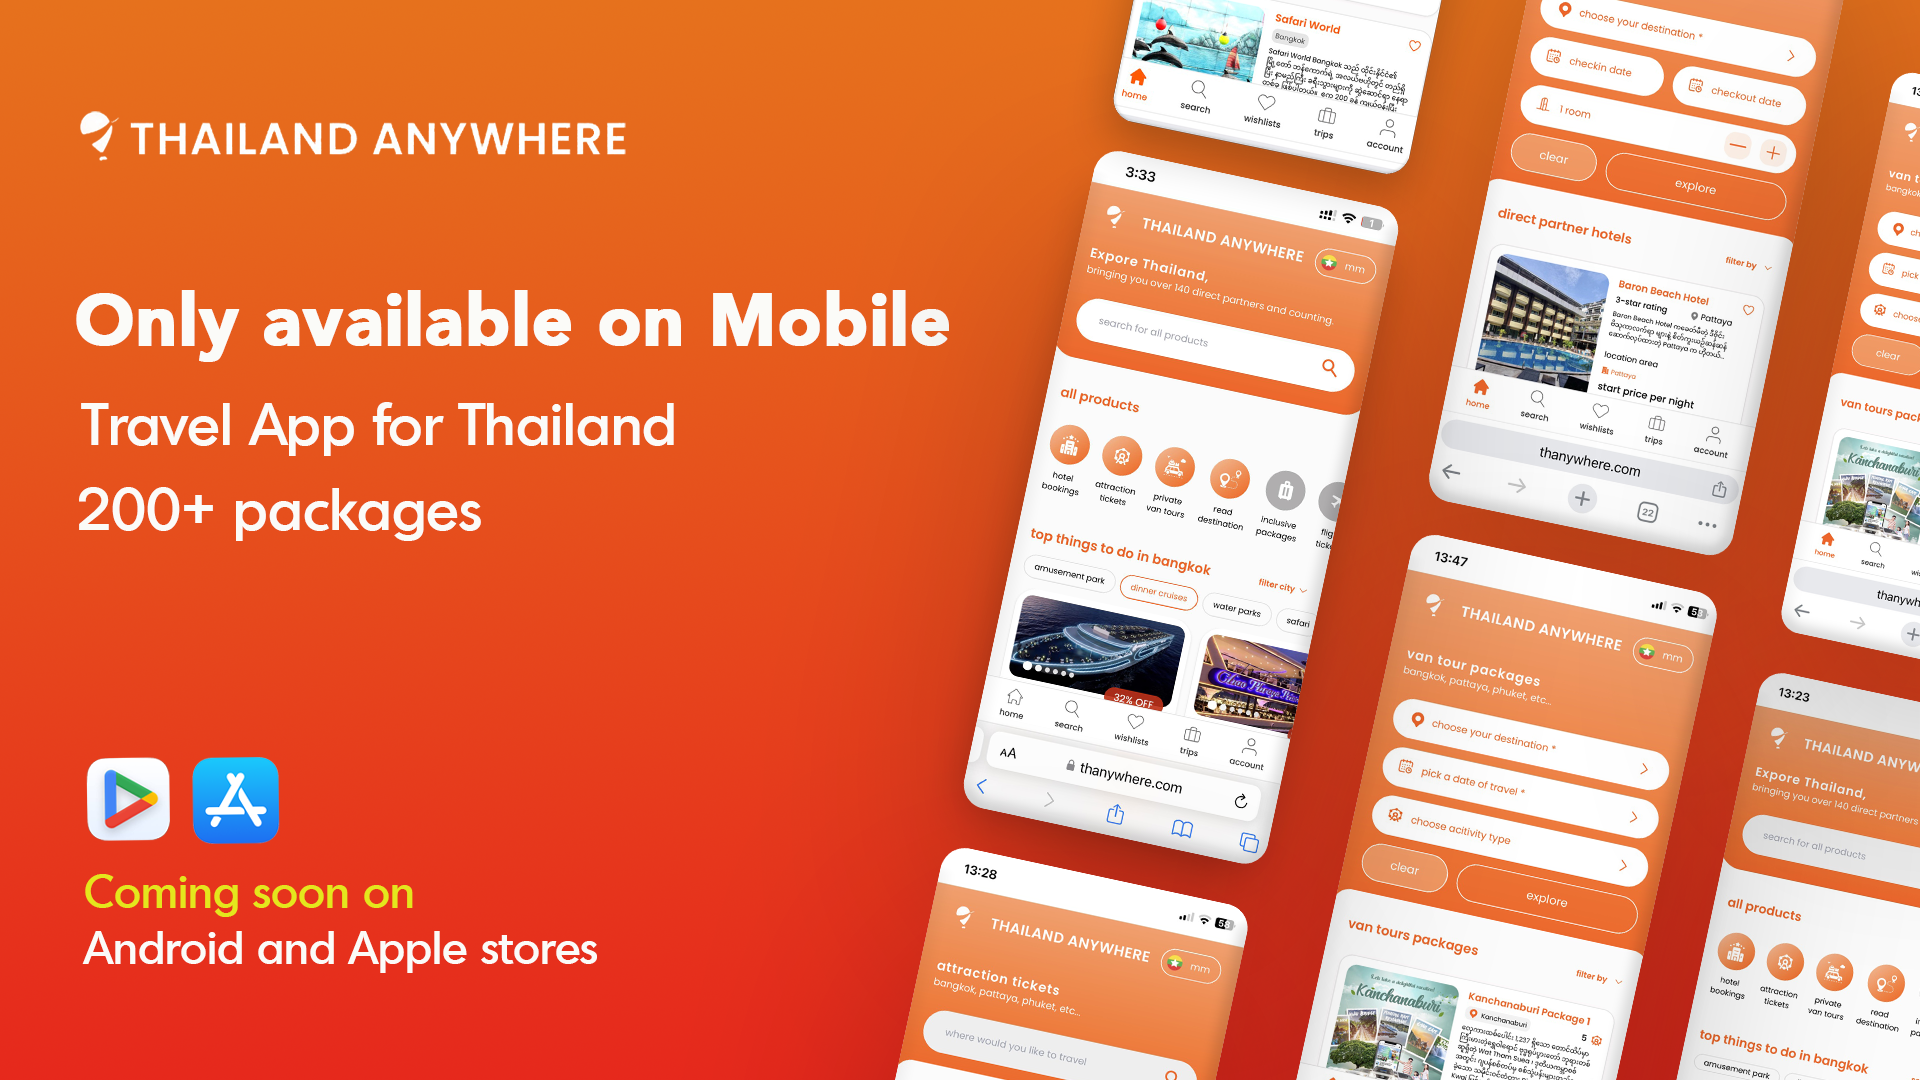 THAILAND ANYWHERE
Only available on Mobile
Travel App for Thailand
200+ packages
Coming soon on
Android and Apple stores
Safari World
Bangkok
home
search
wishlists
trips
account
3:33
THAILAND ANYWHERE
mm
Expore Thailand,
bringing you over 140 direct partners and counting.
search for all products
all products
hotel bookings
attraction tickets
private van tours
read destination
inclusive packages
top things to do in bangkok
filter city
amusement park
dinner cruises
water parks
safari
32% OFF
home
search
wishlists
trips
account
AA
thanywhere.com
13:28
THAILAND ANYWHERE
mm
attraction tickets
bangkok, pattaya, phuket, etc...
where would you like to travel
choose your destination *
checkin date
checkout date
1 room
clear
explore
direct partner hotels
filter by
Baron Beach Hotel
3-star rating
Pattaya
location area
Pattaya
start price per night
home
search
wishlists
trips
account
thanywhere.com
22
13:47
THAILAND ANYWHERE
mm
van tour packages
bangkok, pattaya, phuket, etc...
choose your destination *
pick a date of travel *
choose acitivity type
clear
explore
van tours packages
filter by
Kanchanaburi
Kanchanaburi Package 1
Kanchanaburi
5
clear
Kanchanaburi
home
search
13:23
Expore Thailand,
bringing you over 140 direct partners
search for all products
all products
hotel bookings
attraction tickets
private van tours
read destination
top things to do in bangkok
amusement park